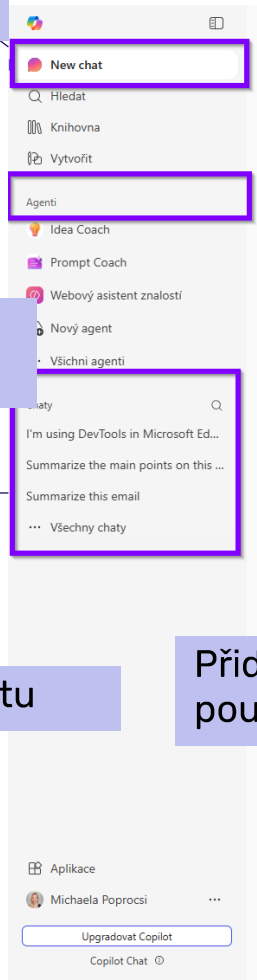 New chat
Hledat
Knihovna
Vytvořit
Agenti
Idea Coach
Prompt Coach
Webový asistent znalostí
Nový agent
Všichni agenti
I'm using DevTools in Microsoft Ed...
Summarize the main points on this ...
Summarize this email
... Všechny chaty
tu
Přid
pou
Aplikace
Michaela Poprocsi ...
Upgradovat Copilot
Copilot Chat